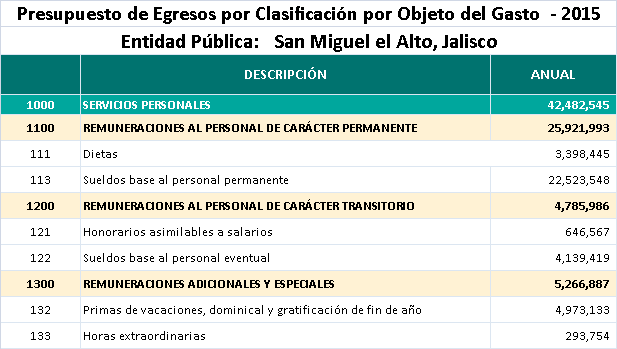 Presupuesto de Egresos por Clasificación por Objeto del Gasto - 2015
Entidad Pública: San Miguel el Alto, Jalisco
DESCRIPCIÓN ANUAL
1000 SERVICIOS PERSONALES 42,482,545
1100 REMUNERACIONES AL PERSONAL DE CARÁCTER PERMANENTE 25,921,993
111 Dietas 3,398,445
113 Sueldos base al personal permanente 22,523,548
1200 REMUNERACIONES AL PERSONAL DE CARÁCTER TRANSITORIO 4,785,986
121 Honorarios asimilables a salarios 646,567
122 Sueldos base al personal eventual 4,139,419
1300 REMUNERACIONES ADICIONALES Y ESPECIALES 5,266,887
132 Primas de vacaciones, dominical y gratificación de fin de año 4,973,133
133 Horas extraordinarias 293,754